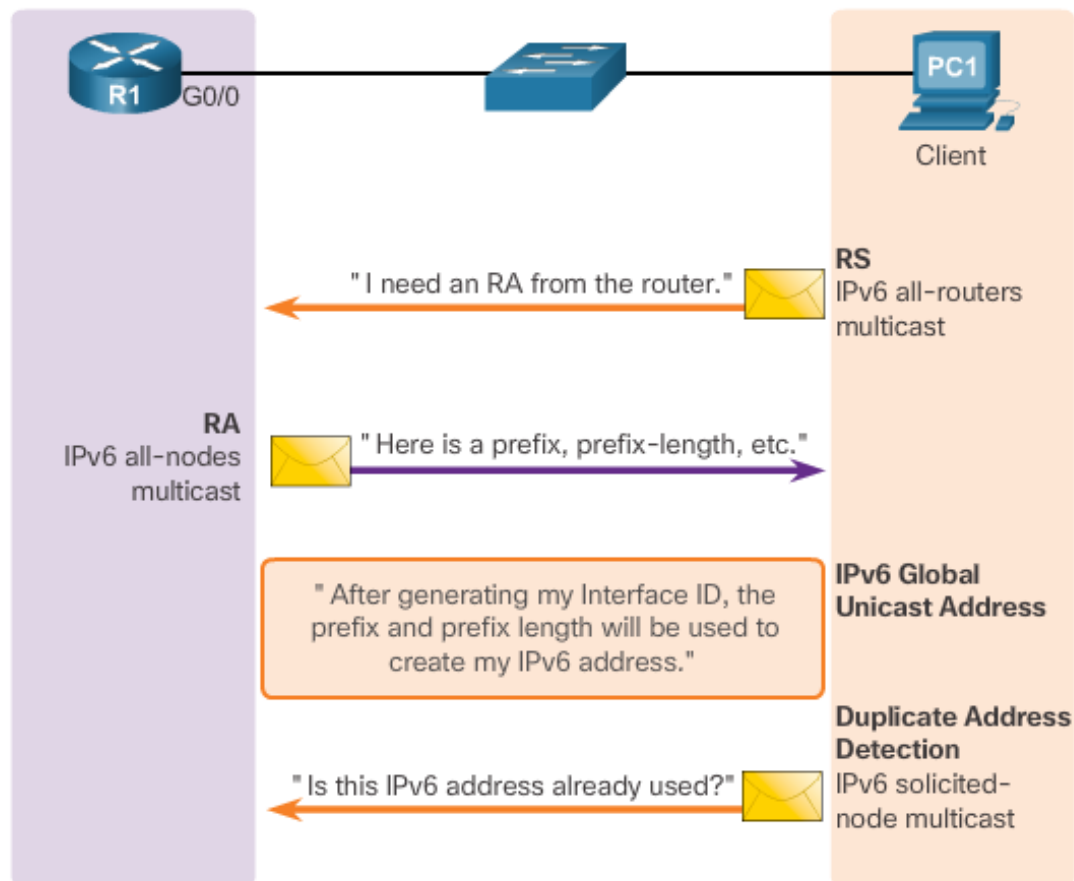 R1
G0/0
PC1
Client
" I need an RA from the router."
RS
IPv6 all-routers
multicast
RA
IPv6 all-nodes
multicast
" Here is a prefix, prefix-length, etc."
" After generating my Interface ID, the
prefix and prefix length will be used to
create my IPv6 address."
IPv6 Global
Unicast Address
Duplicate Address
Detection
IPv6 solicited-
node multicast
" Is this IPv6 address already used?"